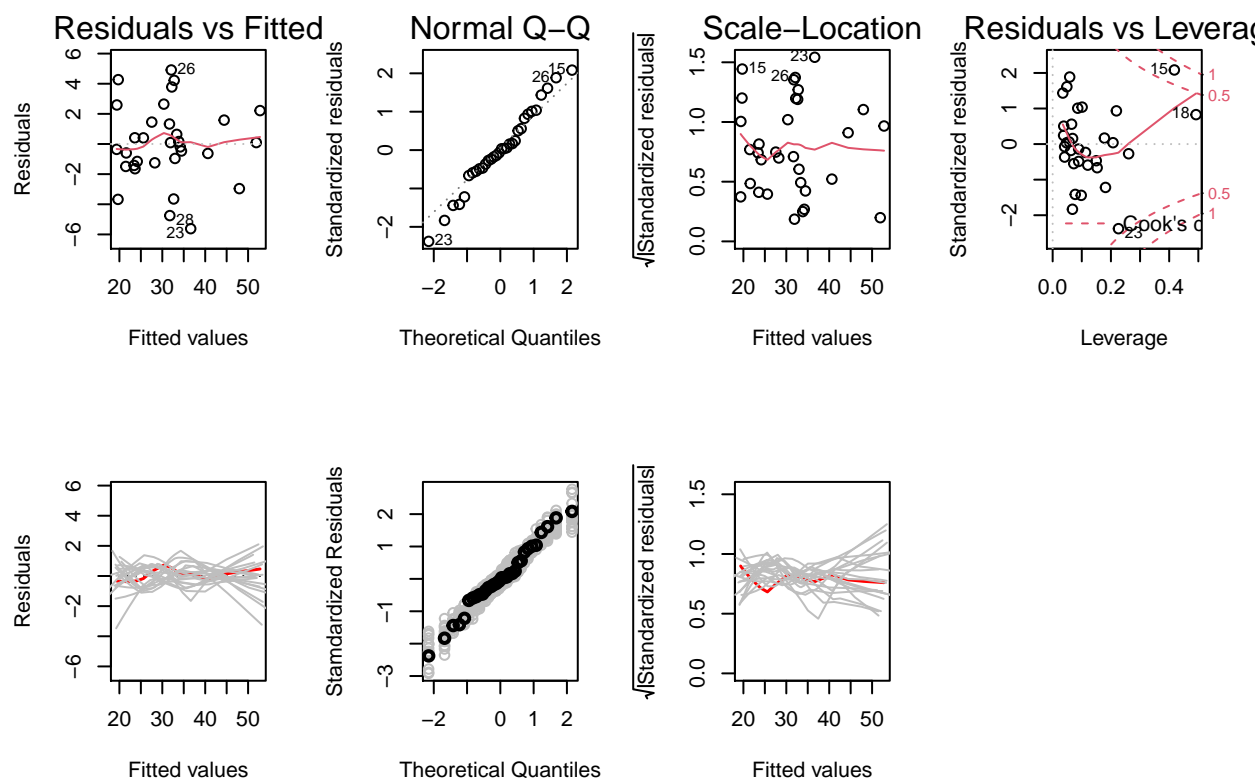 Residuals vs Fitted
Residuals
6
4
2
−2
−6
26
28
23
20 30 40 50
Fitted values
Normal Q−Q
Standardized residuals
2
1
0
−2
15
26
23
−2 0 1 2
Theoretical Quantiles
Scale−Location
√|Standardized residuals|
1.5
1.0
0.5
0.0
23
15
26
20 30 40 50
Fitted values
Residuals vs Leverag
Standardized residuals
2
1
0
−2
15
18
23
1
0.5
0.5
1
Cook's d
0.0 0.2 0.4
Leverage
Residuals
6
2
−2
−6
20 30 40 50
Fitted values
Stamdardized Residuals
3
1
−1
−3
−2 0 1 2
Theoretical Quantiles
√|Standardized residuals|
1.5
1.0
0.5
0.0
20 30 40 50
Fitted values